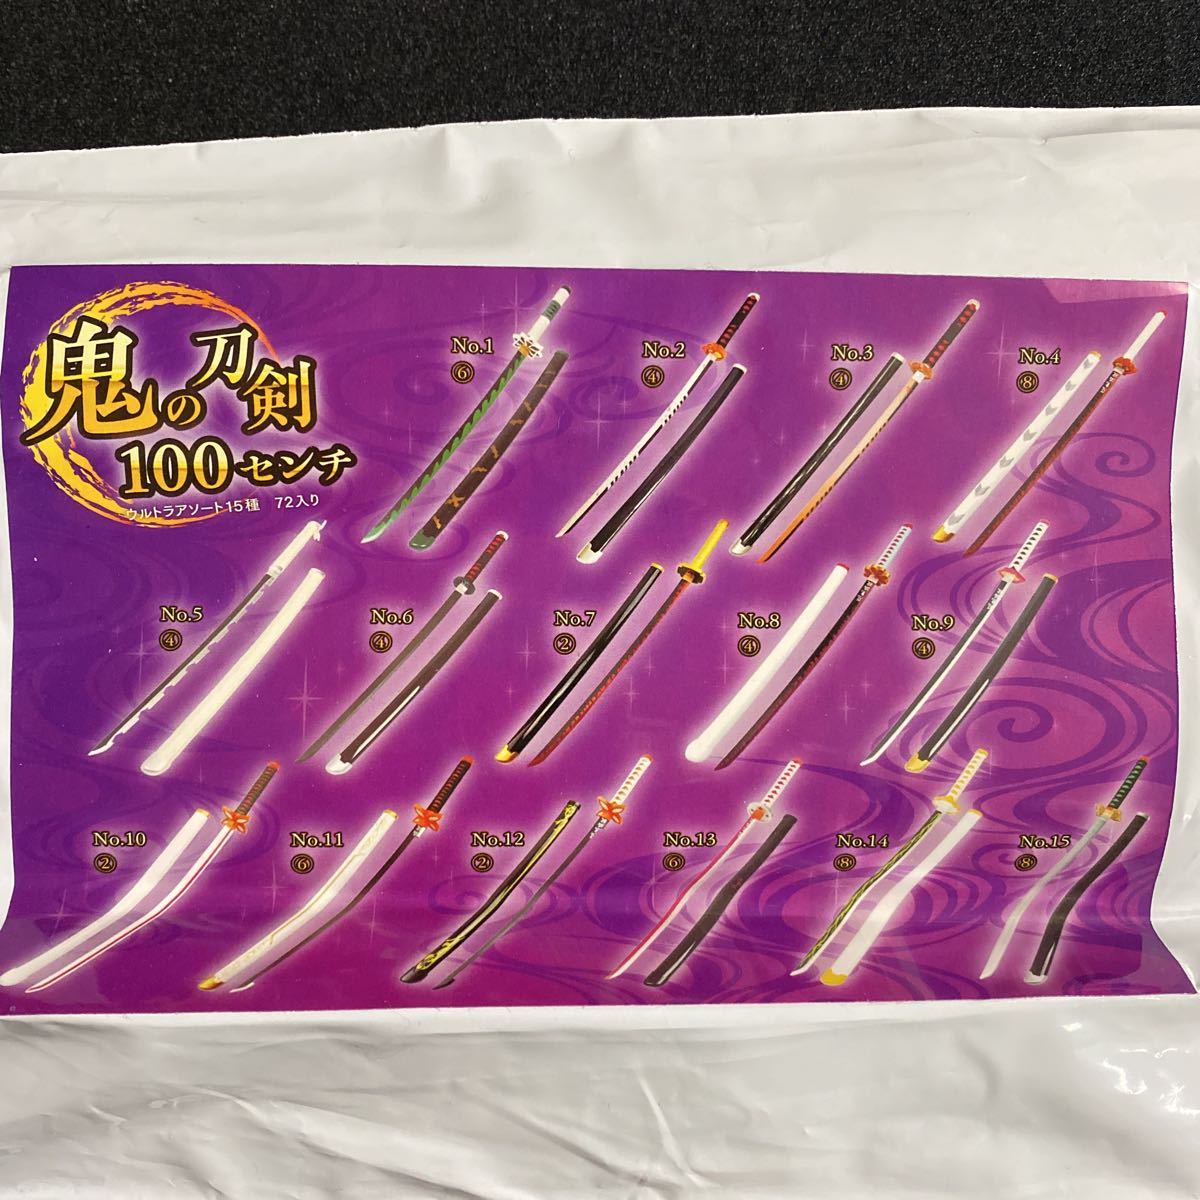 鬼の刀剣
100センチ
ウルトラアソート15種 72入り
No.1
⑥
No.2
④
No.3
④
No.4
⑧
No.5
④
No.6
④
No.7
②
No.8
④
No.9
④
No.10
②
No.11
⑥
No.12
②
No.13
⑥
No.14
⑧
No.15
⑧